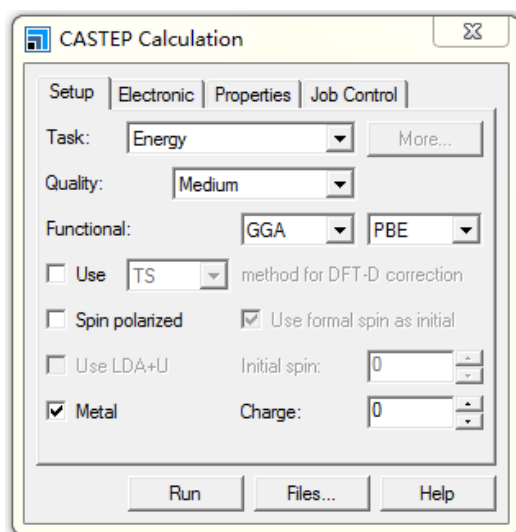 CASTEP Calculation
Setup Electronic Properties Job Control
Task: Energy More...
Quality: Medium
Functional: GGA PBE
Use TS method for DFT-D correction
Spin polarized Use formal spin as initial
Use LDA+U Initial spin: 0
Metal Charge: 0
Run Files... Help